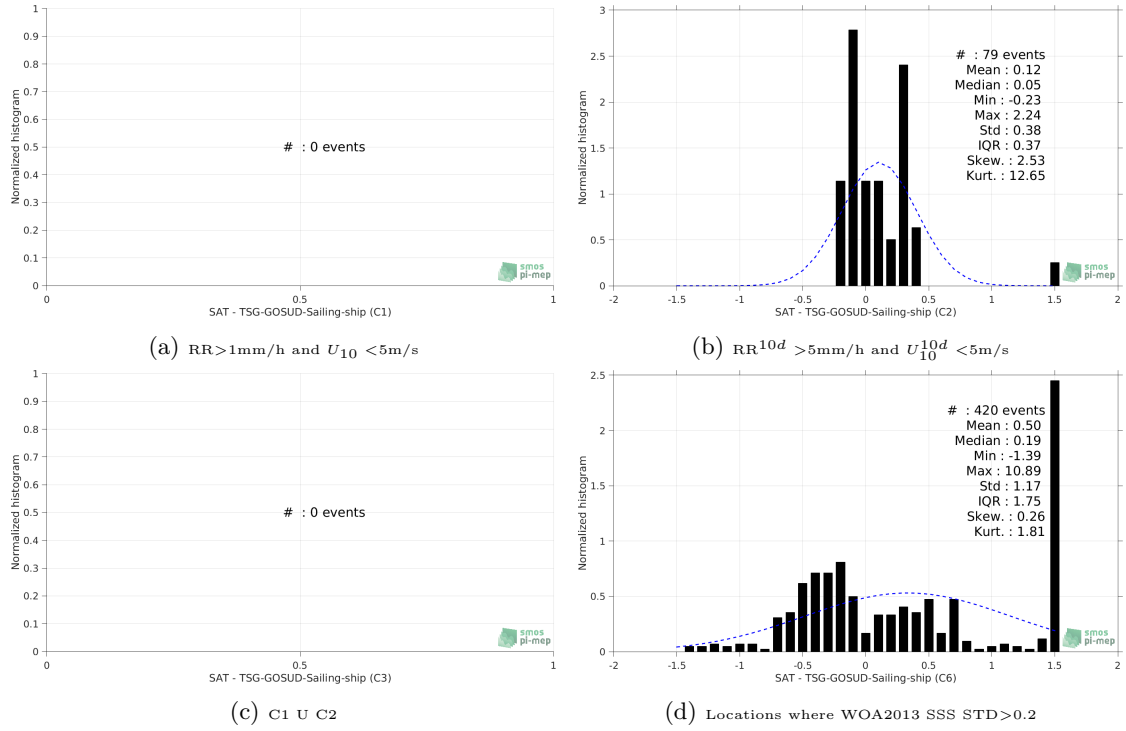 1
0.9
0.8
0.7
0.6
0.5
0.4
0.3
0.2
0.1
0
Normalized histogram
# : 0 events
smos
pi-mep
0 0.5 1
SAT - TSG-GOSUD-Sailing-ship (C1)
(a) RR>1mm/h and U10 <5m/s
3
2.5
2
1.5
1
0.5
0
Normalized histogram
# : 79 events
Mean : 0.12
Median : 0.05
Min : -0.23
Max : 2.24
Std : 0.38
IQR : 0.37
Skew. : 2.53
Kurt. : 12.65
smos
pi-mep
-2 -1.5 -1 -0.5 0 0.5 1 1.5 2
SAT - TSG-GOSUD-Sailing-ship (C2)
(b) RR^10d >5mm/h and U10^10d <5m/s
1
0.9
0.8
0.7
0.6
0.5
0.4
0.3
0.2
0.1
0
Normalized histogram
# : 0 events
smos
pi-mep
0 0.5 1
SAT - TSG-GOSUD-Sailing-ship (C3)
(c) C1 U C2
2.5
2
1.5
1
0.5
0
Normalized histogram
# : 420 events
Mean : 0.50
Median : 0.19
Min : -1.39
Max : 10.89
Std : 1.17
IQR : 1.75
Skew. : 0.26
Kurt. : 1.81
smos
pi-mep
-2 -1.5 -1 -0.5 0 0.5 1 1.5 2
SAT - TSG-GOSUD-Sailing-ship (C6)
(d) Locations where WOA2013 SSS STD>0.2